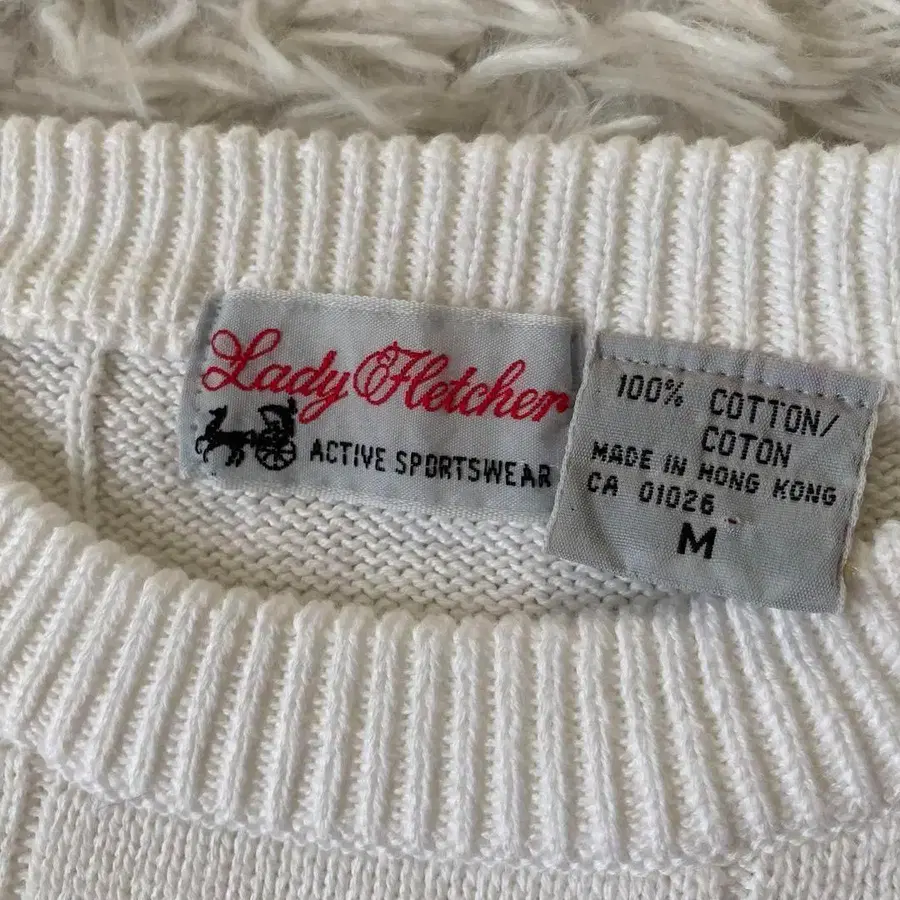 Lady Fletcher
ACTIVE SPORTSWEAR
100% COTTON/
COTON
MADE IN HONG KONG
CA 01026
M